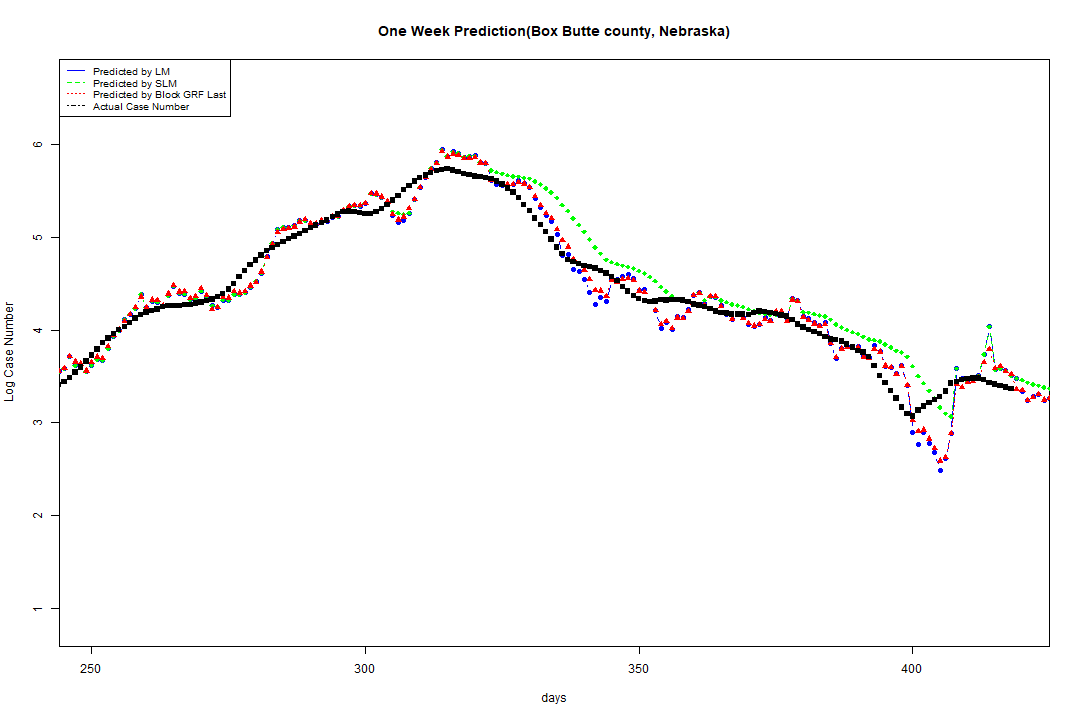 One Week Prediction(Box Butte county, Nebraska)
Predicted by LM
Predicted by SLM
Predicted by Block GRF Last
Actual Case Number
Log Case Number
6
5
4
3
2
1
250 300 350 400
days